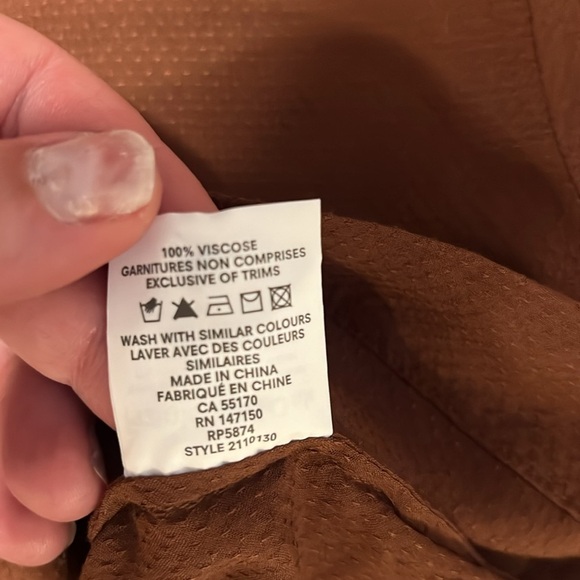 100% VISCOSE
GARNITURES NON COMPRISES
EXCLUSIVE OF TRIMS
WASH WITH SIMILAR COLOURS
LAVER AVEC DES COULEURS
SIMILAIRES
MADE IN CHINA
FABRIQUÉ EN CHINE
CA 55170
RN 147150
RP5874
STYLE 2110130